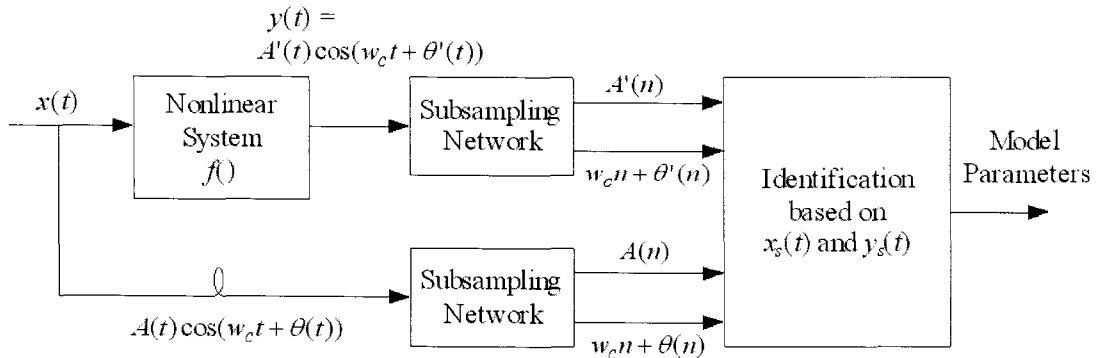 y(t) =
A'(t) cos(w_c t + θ'(t))
x(t)
Nonlinear
System
f()
Subsampling
Network
A'(n)
w_c n + θ'(n)
Identification
based on
x_s(t) and y_s(t)
Model
Parameters
A(t) cos(w_c t + θ(t))
Subsampling
Network
A(n)
w_c n + θ(n)